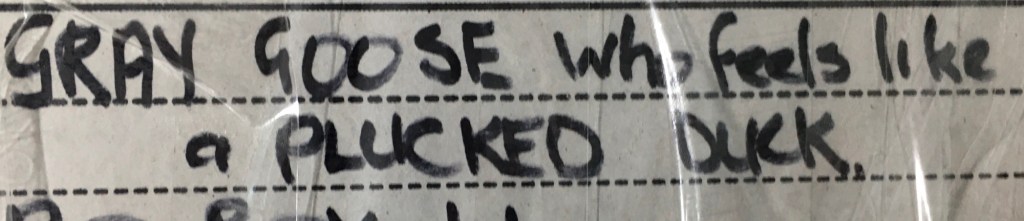 GRAY GOOSE who feels like
a PLUCKED DUCK.